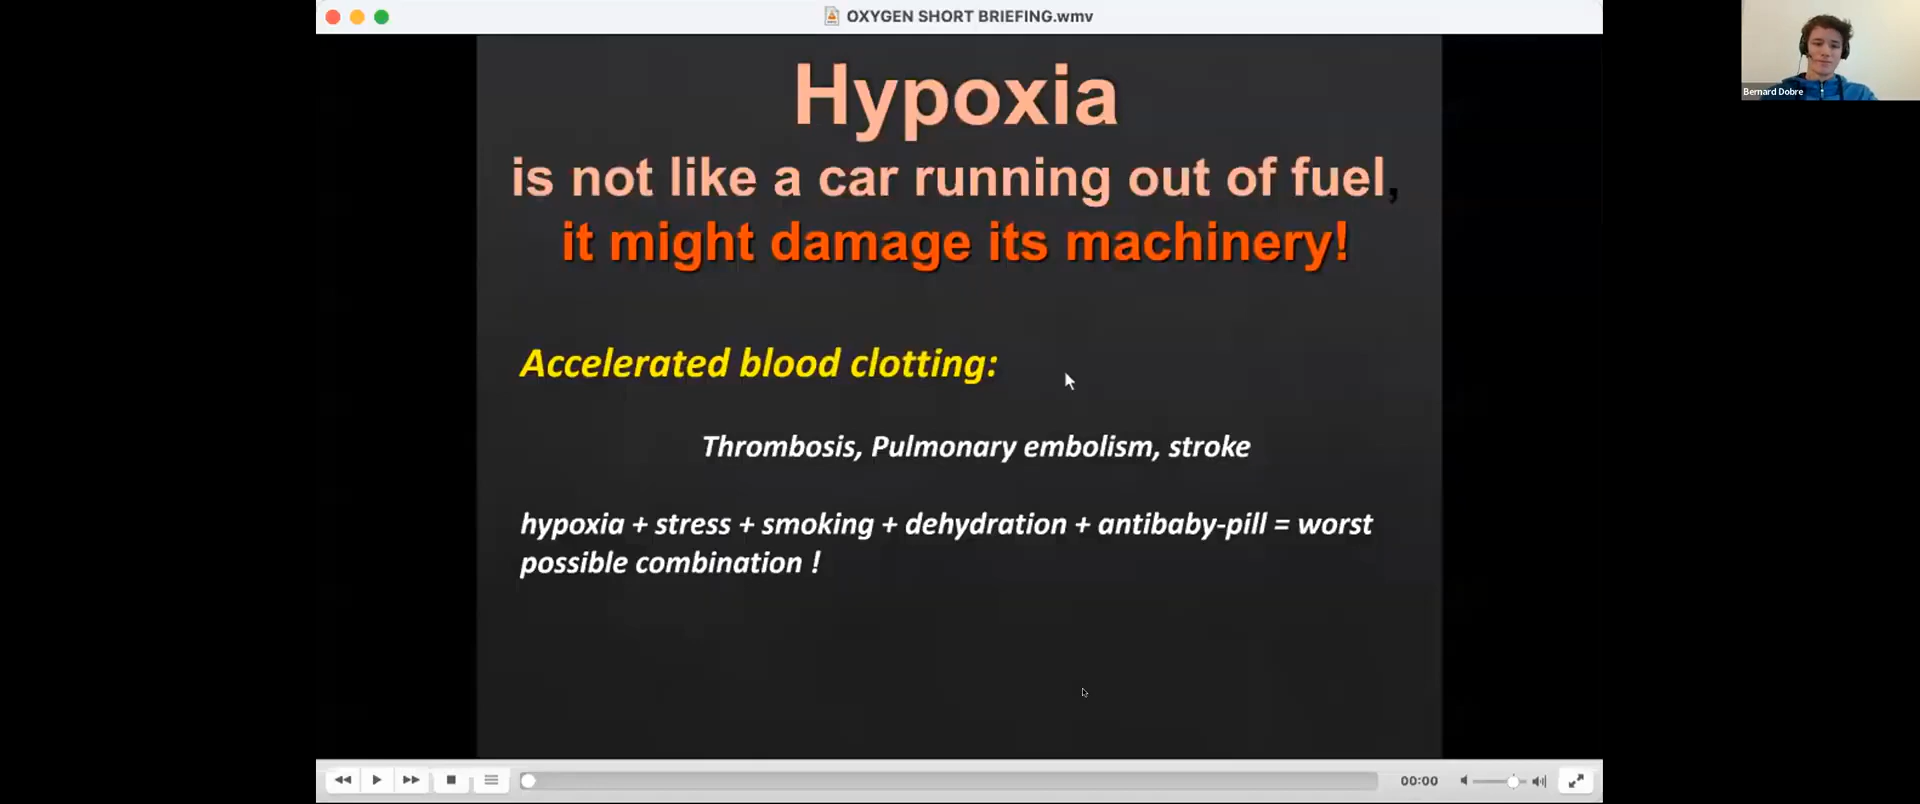 OXYGEN SHORT BRIEFING.wmv
Bernard Dobre
Hypoxia
is not like a car running out of fuel,
it might damage its machinery!
Accelerated blood clotting:
Thrombosis, Pulmonary embolism, stroke
hypoxia + stress + smoking + dehydration + antibaby-pill = worst
possible combination !
00:00